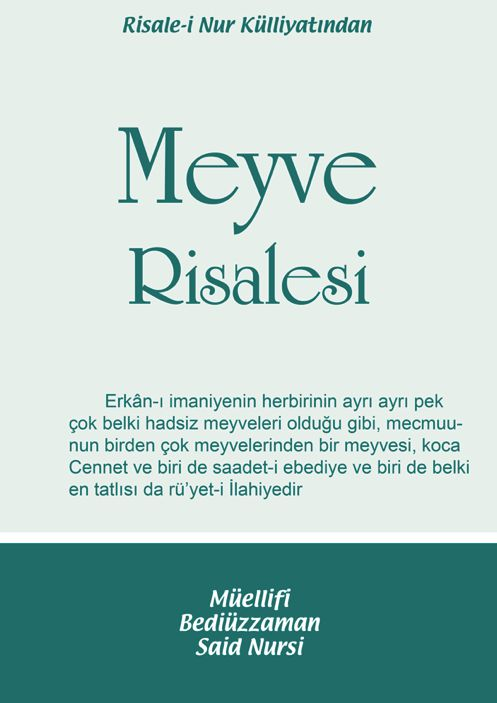 Risale-i Nur Külliyatından
Meyve
Risalesi
Erkân-ı imaniyenin herbirinin ayrı ayrı pek
çok belki hadsiz meyveleri olduğu gibi, mecmuu-
nun birden çok meyvelerinden bir meyvesi, koca
Cennet ve biri de saadet-i ebediye ve biri de belki
en tatlısı da rü’yet-i İlahiyedir
Müellifi
Bediüzzaman
Said Nursi